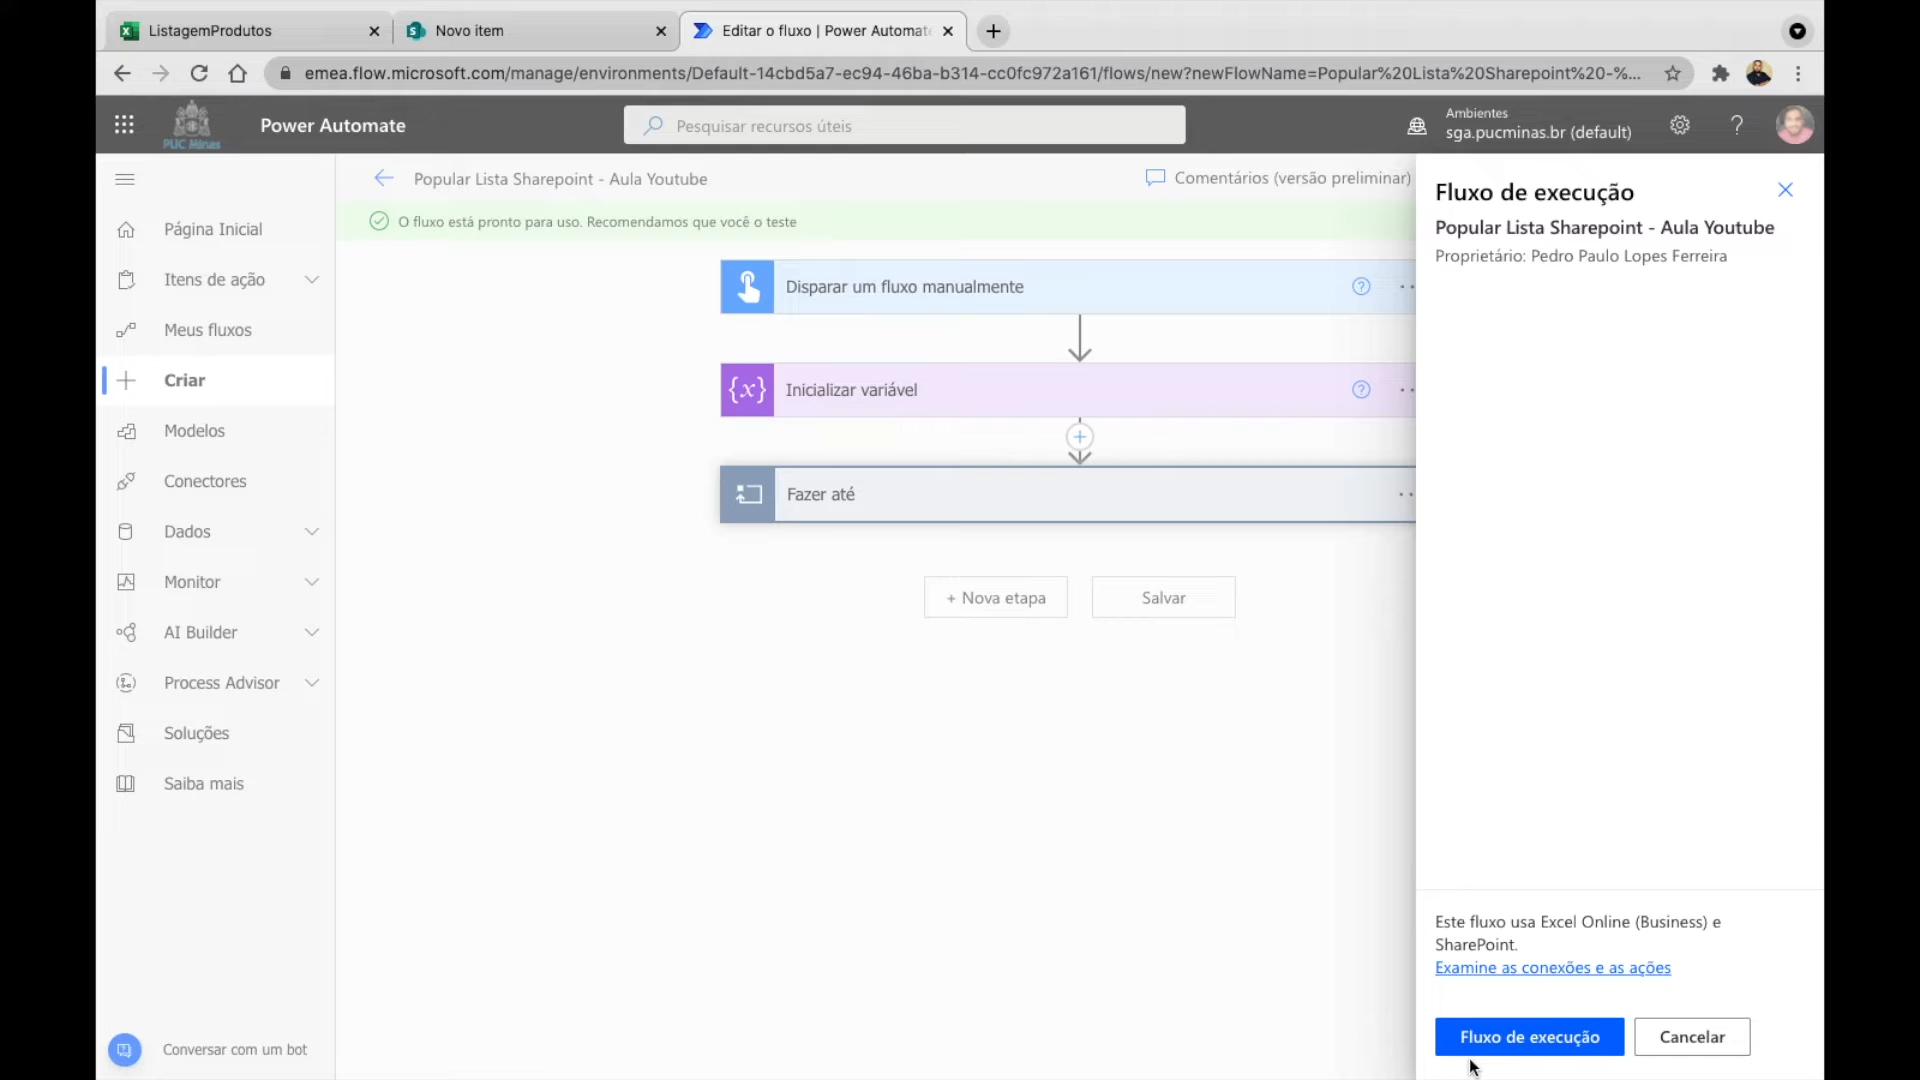 ListagemProdutos
Novo item
Editar o fluxo | Power Automat
emea.flow.microsoft.com/manage/environments/Default-14cbd5a7-ec94-46ba-b314-cc0fc972a161/flows/new?newFlowName=Popular%20Lista%20Sharepoint%20-%...
PUC Minas
Power Automate
Pesquisar recursos úteis
Ambientes
sga.pucminas.br (default)
Popular Lista Sharepoint - Aula Youtube
Comentários (versão preliminar)
O fluxo está pronto para uso. Recomendamos que você o teste
Página Inicial
Itens de ação
Meus fluxos
Criar
Modelos
Conectores
Dados
Monitor
AI Builder
Process Advisor
Soluções
Saiba mais
Conversar com um bot
Disparar um fluxo manualmente
{x} Inicializar variável
Fazer até
+ Nova etapa
Salvar
Fluxo de execução
Popular Lista Sharepoint - Aula Youtube
Proprietário: Pedro Paulo Lopes Ferreira
Este fluxo usa Excel Online (Business) e
SharePoint.
Examine as conexões e as ações
Fluxo de execução
Cancelar